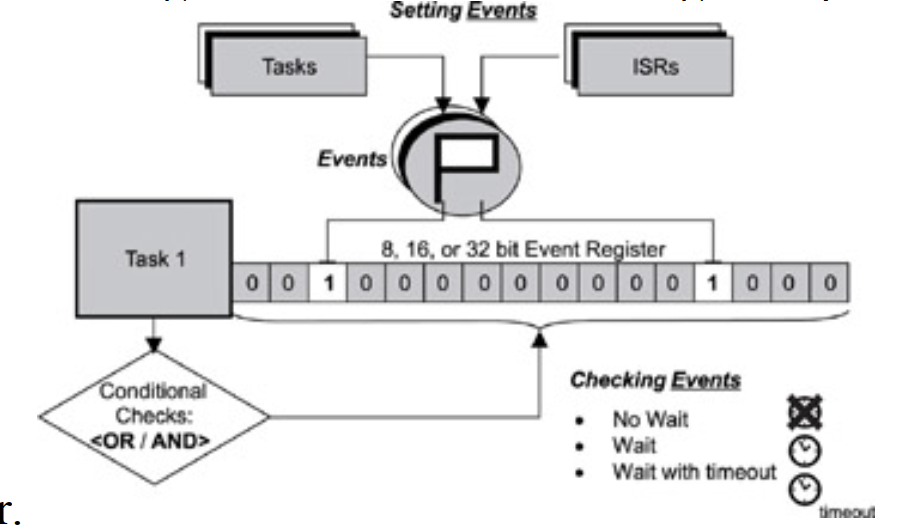 Setting Events
Tasks
ISRs
Events
Task 1
8, 16, or 32 bit Event Register
0 0 1 0 0 0 0 0 0 0 0 0 1 0 0 0
Conditional
Checks:
<OR / AND>
Checking Events
• No Wait
• Wait
• Wait with timeout
timeout
r.